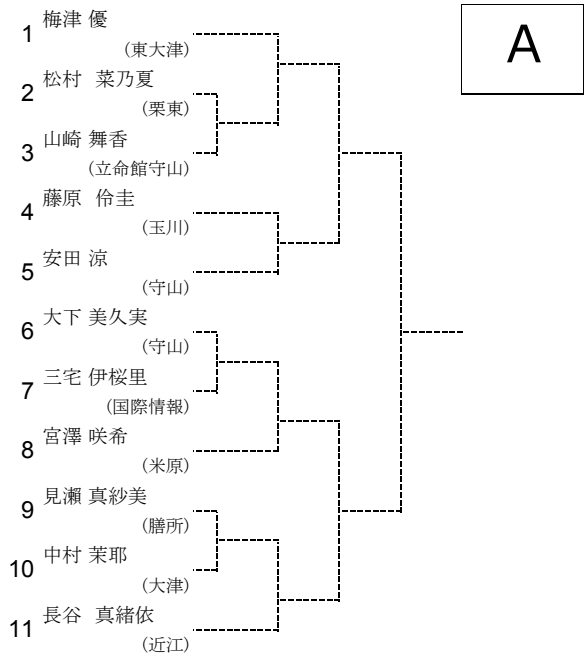 A
1 梅津 優
(東大津)
2 松村 菜乃夏
(栗東)
3 山崎 舞香
(立命館守山)
4 藤原 伶圭
(玉川)
5 安田 涼
(守山)
6 大下 美久実
(守山)
7 三宅 伊桜里
(国際情報)
8 宮澤 咲希
(米原)
9 見瀬 真紗美
(膳所)
10 中村 茉耶
(大津)
11 長谷 真緒依
(近江)